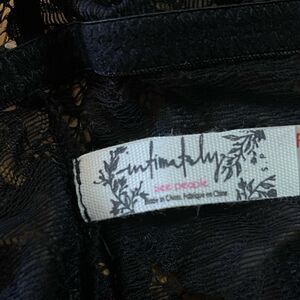 intimately
free people
Made in China. Fabriqué en Chine